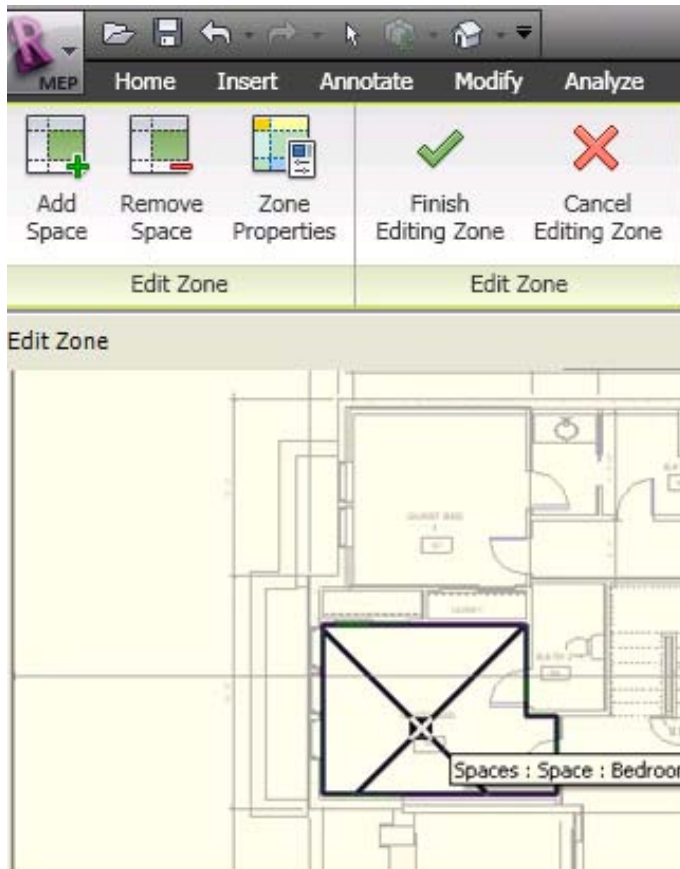 MEP
Home Insert Annotate Modify Analyze
Add Space
Remove Space
Zone Properties
Finish Editing Zone
Cancel Editing Zone
Edit Zone
Edit Zone
Edit Zone
Spaces : Space : Bedroo